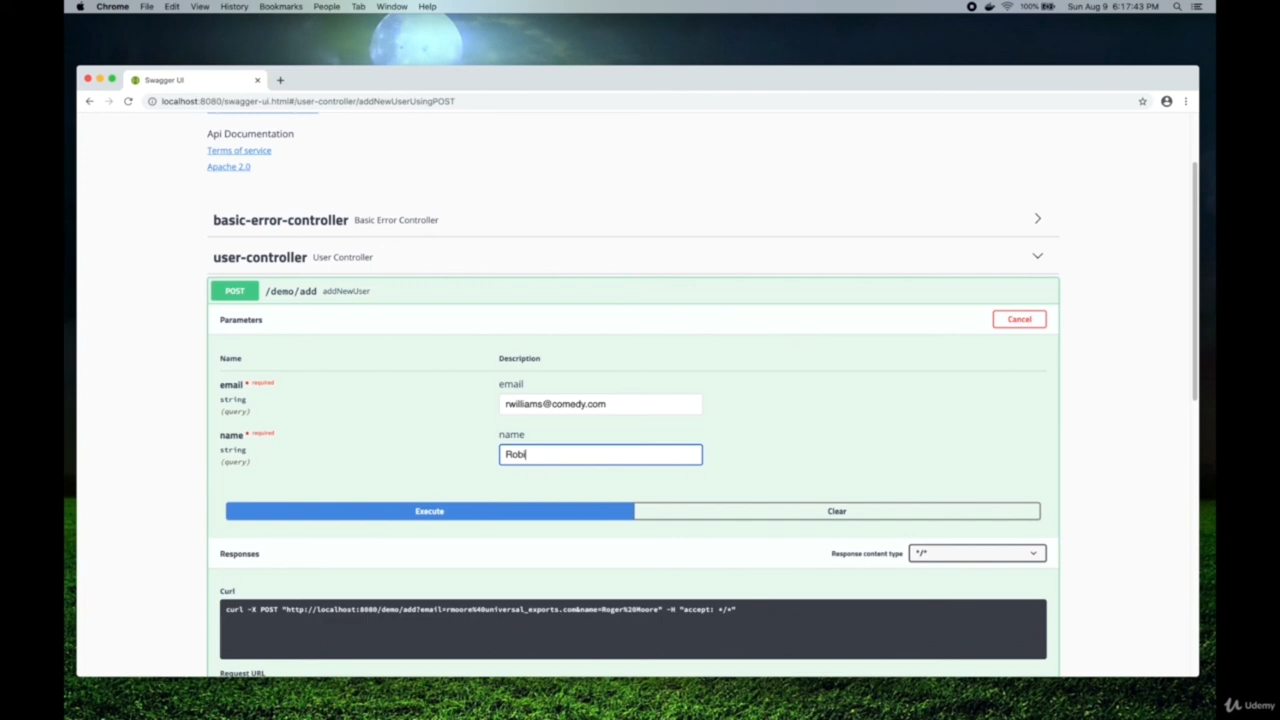 Chrome File Edit View History Bookmarks People Tab Window Help 100% Sun Aug 9 6:17:43 PM
Swagger UI
localhost:8080/swagger-ui.html#/user-controller/addNewUserUsingPOST
Api Documentation
Terms of service
Apache 2.0
basic-error-controller Basic Error Controller
user-controller User Controller
POST /demo/add addNewUser
Parameters Cancel
Name Description
email * required email
string rwilliams@comedy.com
(query)
name * required name
string Robi
(query)
Execute Clear
Responses Response content type */*
Curl
curl -X POST "http://localhost:8080/demo/add?email=rmoore%40universal_exports.com&name=Roger%20Moore" -H "accept: */*"
Request URL
Udemy